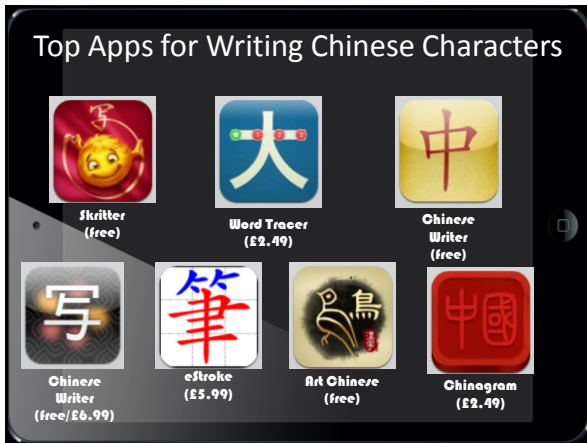 Top Apps for Writing Chinese Characters
写
大
中
Skritter
(free)
Word Tracer
(£2.49)
Chinese
Writer
(free)
写
筆
鳥
中國
Chinese
Writer
(free/£6.99)
eStroke
(£5.99)
Art Chinese
(free)
Chinagram
(£2.49)